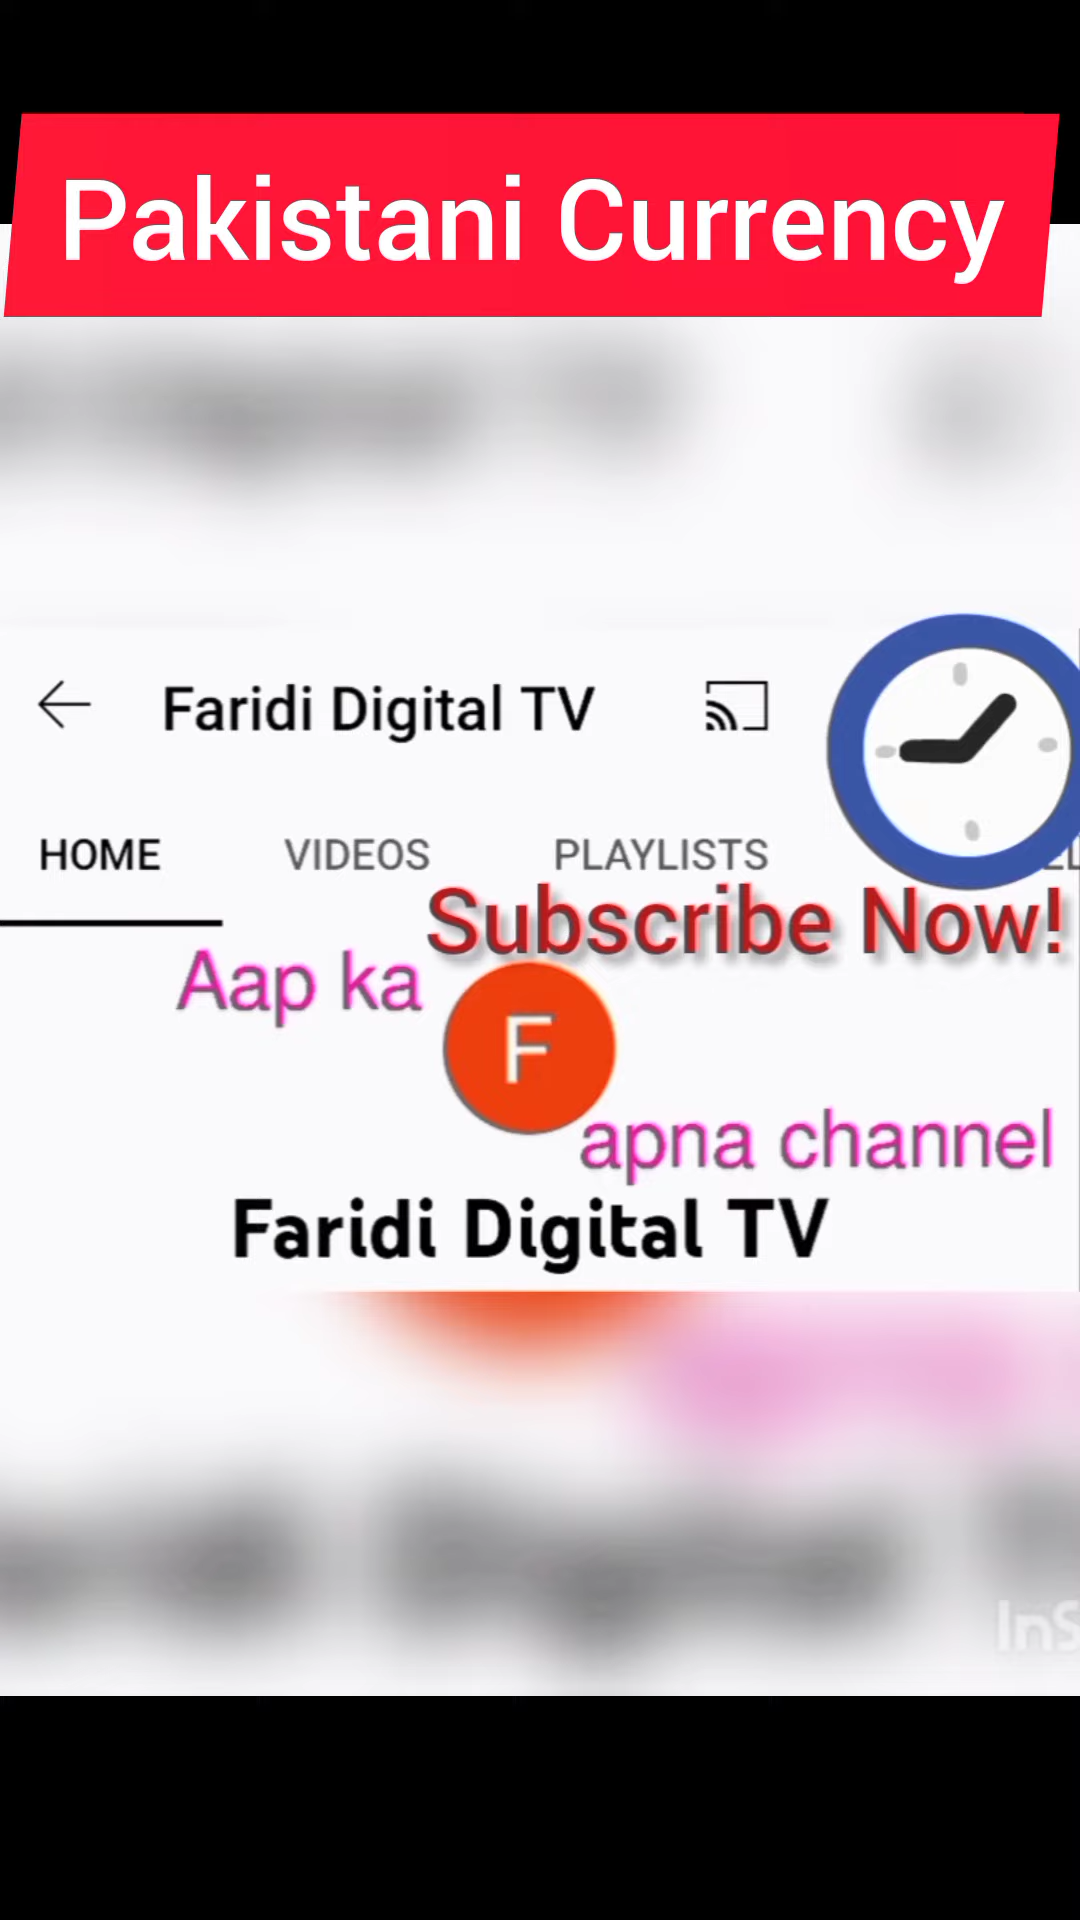 Pakistani Currency
Faridi Digital TV
HOME VIDEOS PLAYLISTS
Subscribe Now!
Aap ka
F
apna channel
Faridi Digital TV